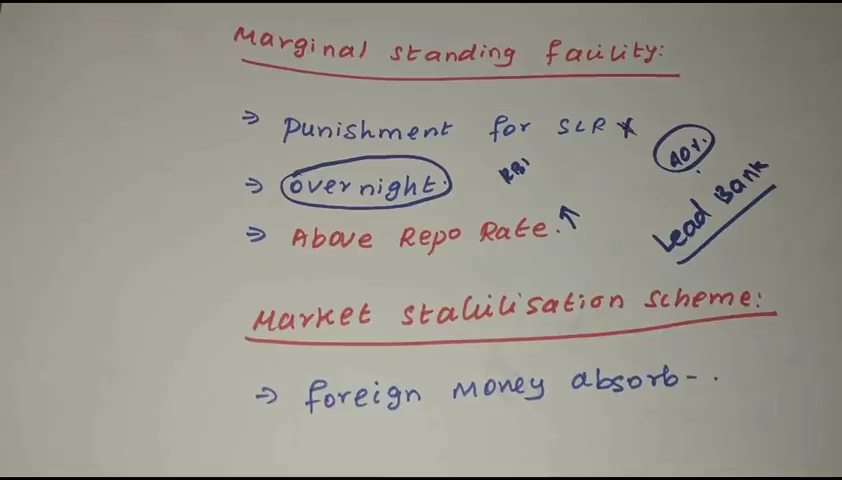 Marginal standing facility:
⇒ Punishment for SLR ×
40%
⇒ overnight.
RBI
Lead Bank
⇒ Above Repo Rate. ↑
Market stabilisation scheme:
⇒ foreign money absorb-.